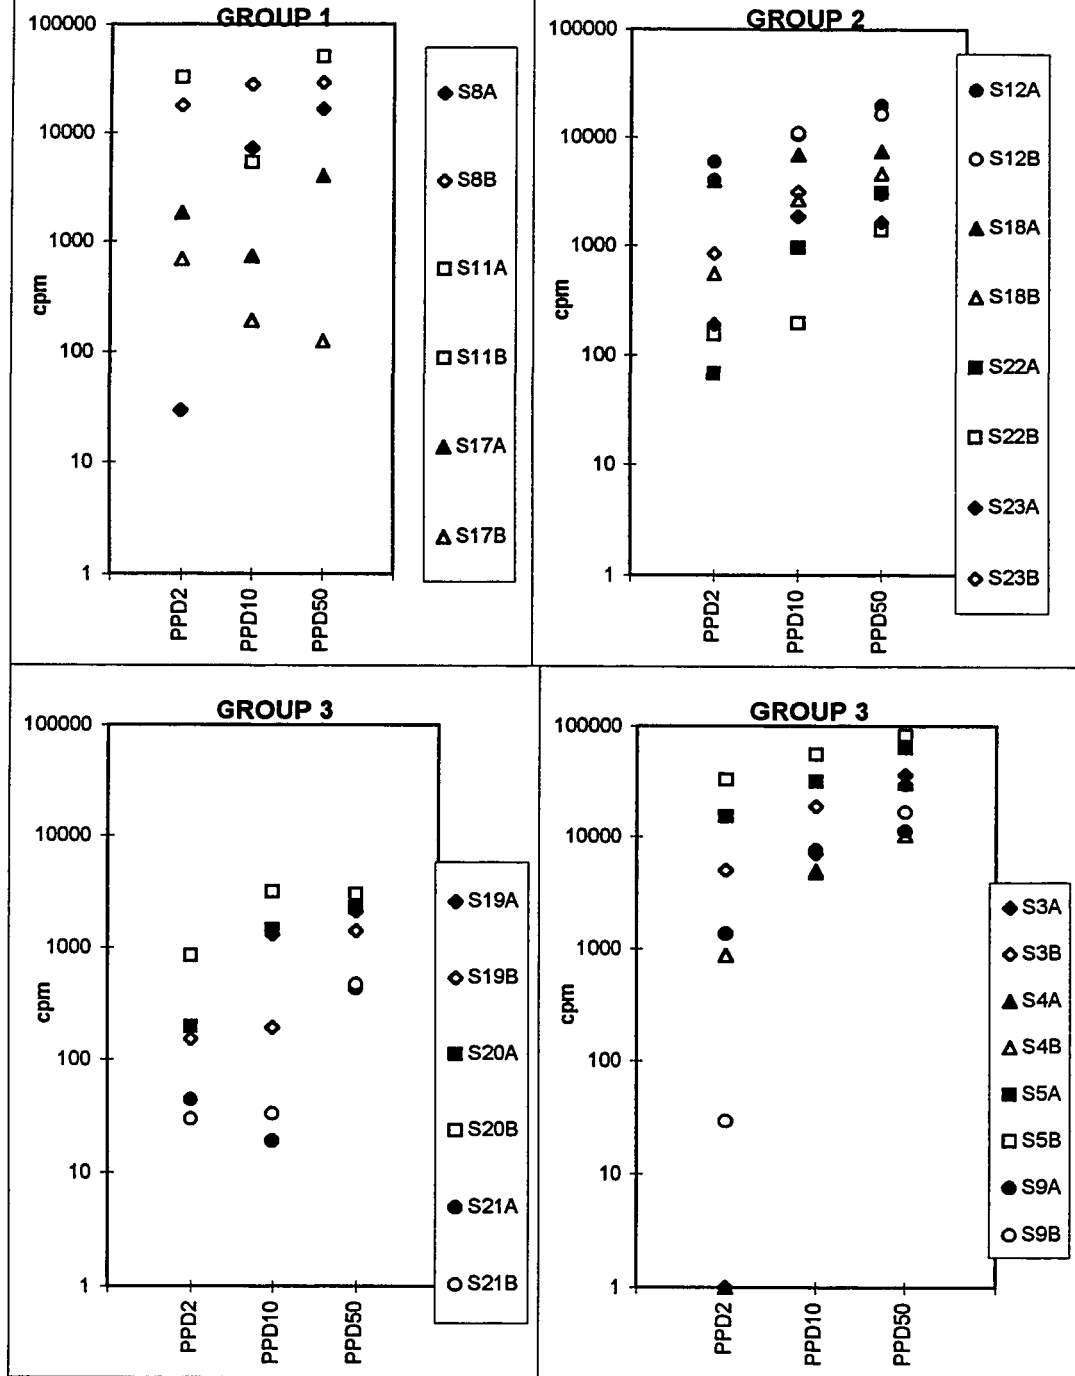 GROUP 1
100000
10000
1000
100
10
1
cpm
PPD2
PPD10
PPD50
S8A
S8B
S11A
S11B
S17A
S17B
GROUP 2
100000
10000
1000
100
10
1
cpm
PPD2
PPD10
PPD50
S12A
S12B
S18A
S18B
S22A
S22B
S23A
S23B
GROUP 3
100000
10000
1000
100
10
1
cpm
PPD2
PPD10
PPD50
S19A
S19B
S20A
S20B
S21A
S21B
GROUP 3
100000
10000
1000
100
10
1
cpm
PPD2
PPD10
PPD50
S3A
S3B
S4A
S4B
S5A
S5B
S9A
S9B